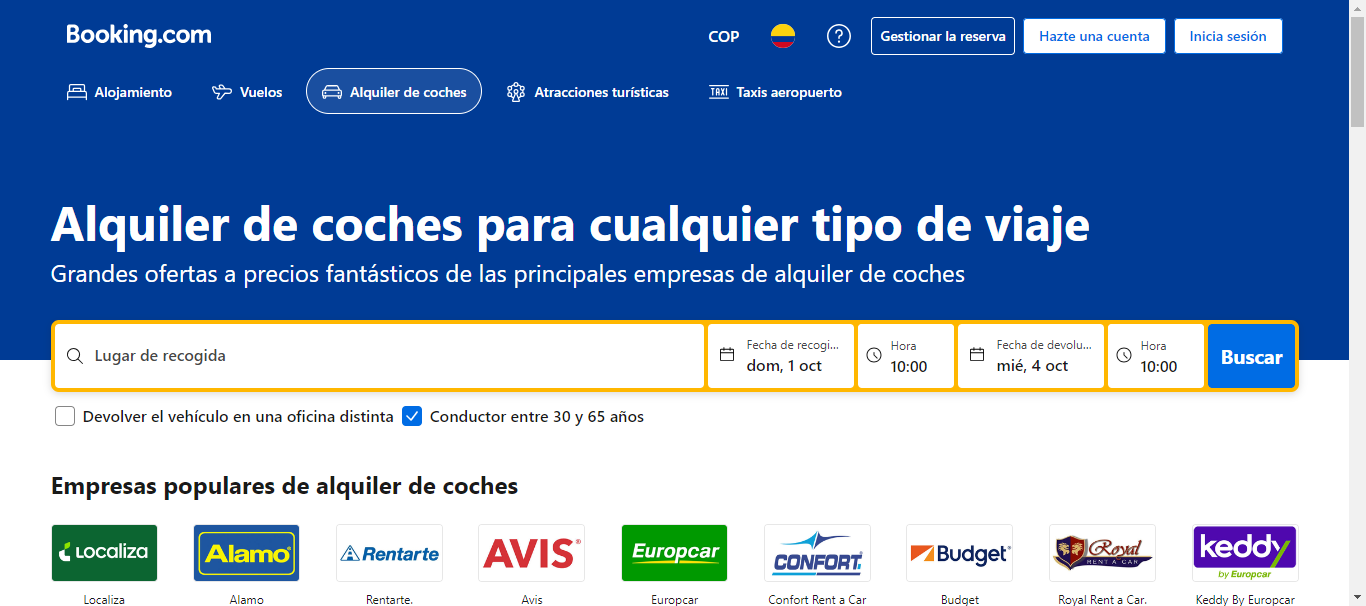 Booking.com
COP
Gestionar la reserva
Hazte una cuenta
Inicia sesión
Alojamiento
Vuelos
Alquiler de coches
Atracciones turísticas
TAXI Taxis aeropuerto
Alquiler de coches para cualquier tipo de viaje
Grandes ofertas a precios fantásticos de las principales empresas de alquiler de coches
Lugar de recogida
Fecha de recogi...
dom, 1 oct
Hora
10:00
Fecha de devolu...
mié, 4 oct
Hora
10:00
Buscar
Devolver el vehículo en una oficina distinta
Conductor entre 30 y 65 años
Empresas populares de alquiler de coches
Localiza
Alamo
Rentarte
AVIS
Europcar
CONFORT
Budget
Royal
RENT A CAR
keddy
by Europcar
Localiza
Alamo
Rentarte.
Avis
Europcar
Confort Rent a Car
Budget
Royal Rent a Car.
Keddy By Europcar